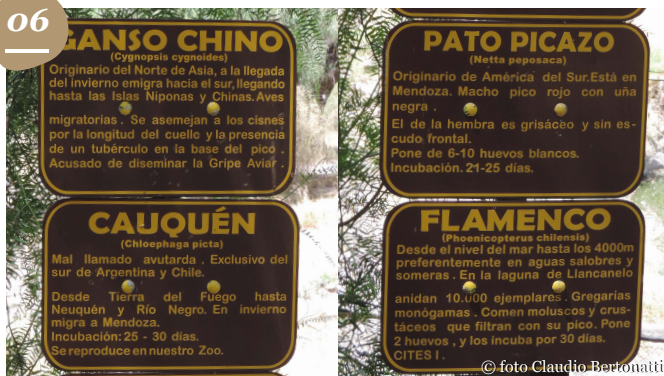 06
GANSO CHINO
(Cygnopsis cygnoides)
Originario del Norte de Asia, a la llegada
del invierno emigra hacia el sur, llegando
hasta las Islas Niponas y Chinas. Aves
migratorias . Se asemejan a los cisnes
por la longitud del cuello y la presencia
de un tubérculo en la base del pico .
Acusado de diseminar la Gripe Aviar .
CAUQUÉN
(Chloephaga picta)
Mal llamado avutarda . Exclusivo del
sur de Argentina y Chile.
Desde Tierra del Fuego hasta
Neuquén y Río Negro. En invierno
migra a Mendoza.
Incubación: 25 - 30 días.
Se reproduce en nuestro Zoo.
PATO PICAZO
(Netta peposaca)
Originario de América del Sur. Está en
Mendoza. Macho pico rojo con uña
negra .
El de la hembra es grisáceo y sin es-
cudo frontal.
Pone de 6-10 huevos blancos.
Incubación. 21-25 días.
FLAMENCO
(Phoenicopterus chilensis)
Desde el nivel del mar hasta los 4000m
preferentemente en aguas salobres y
someras . En la laguna de Llancanelo
anidan 10.000 ejemplares. Gregarias
monógamas . Comen moluscos y crus-
táceos que filtran con su pico. Pone
2 huevos , y los incuba por 30 días.
CITES I .
© foto Claudio Bertonatti